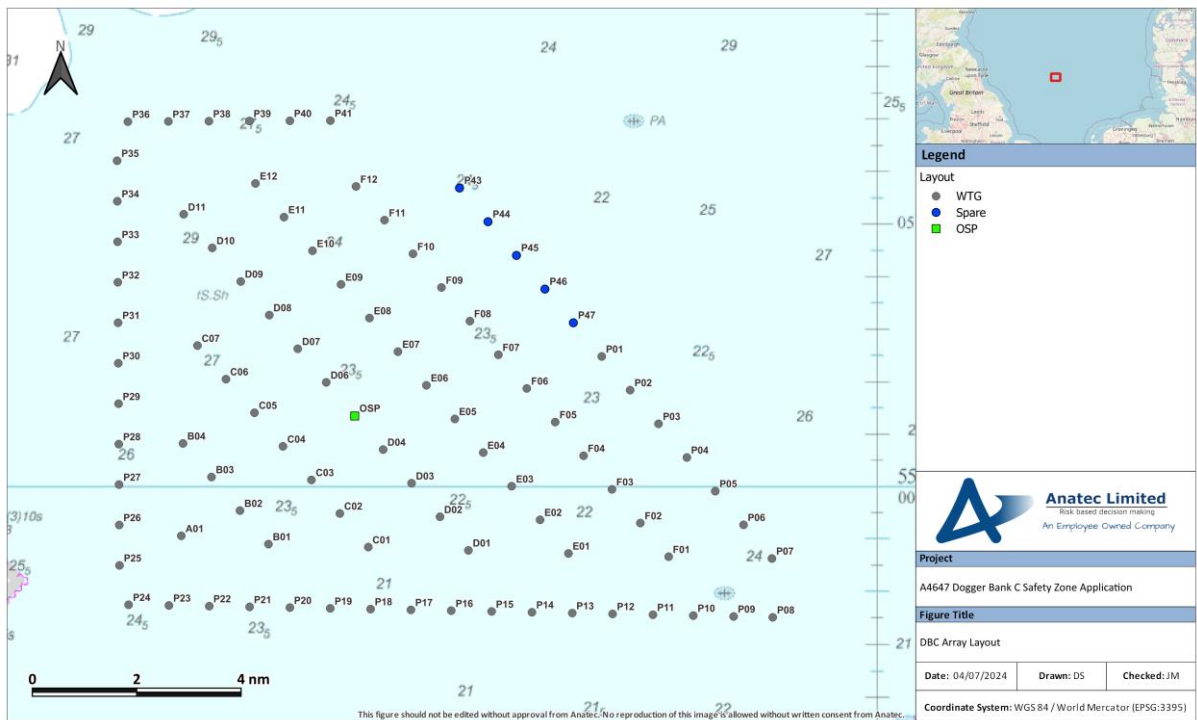 29
29₅
24
29
31
N
24₅
25₅
P36
P37
P38
P39
P40
P41
PA
27
P35
E12
F12
P43
P34
22
D11
E11
F11
P44
25
05
P33
29
D10
E10
F10
P45
27
P32
D09
E09
F09
P46
fS.Sh
P31
D08
E08
F08
P47
27
23₅
C07
D07
E07
F07
P01
22₅
P30
27
C06
D06
23₅
E06
F06
P02
23
P29
C05
OSP
E05
F05
P03
26
P28
B04
C04
D04
E04
F04
P04
26
P27
B03
C03
D03
E03
F03
P05
55
00
B02
23₅
C02
22₅
D02
E02
22
F02
P06
(3)10s
P26
A01
B01
C01
D01
E01
F01
24
P07
25₅
P25
21
P24
P23
P22
P21
P20
P19
P18
P17
P16
P15
P14
P13
P12
P11
P10
P09
P08
24₅
23₅
21
0 2 4 nm
21
21₅
22
This figure should not be edited without approval from Anatec. No reproduction of this image is allowed without written consent from Anatec.
Great Britain
Legend
Layout
WTG
Spare
OSP
Anatec Limited
Risk based decision making
An Employee Owned Company
Project
A4647 Dogger Bank C Safety Zone Application
Figure Title
DBC Array Layout
Date: 04/07/2024
Drawn: DS
Checked: JM
Coordinate System: WGS 84 / World Mercator (EPSG:3395)